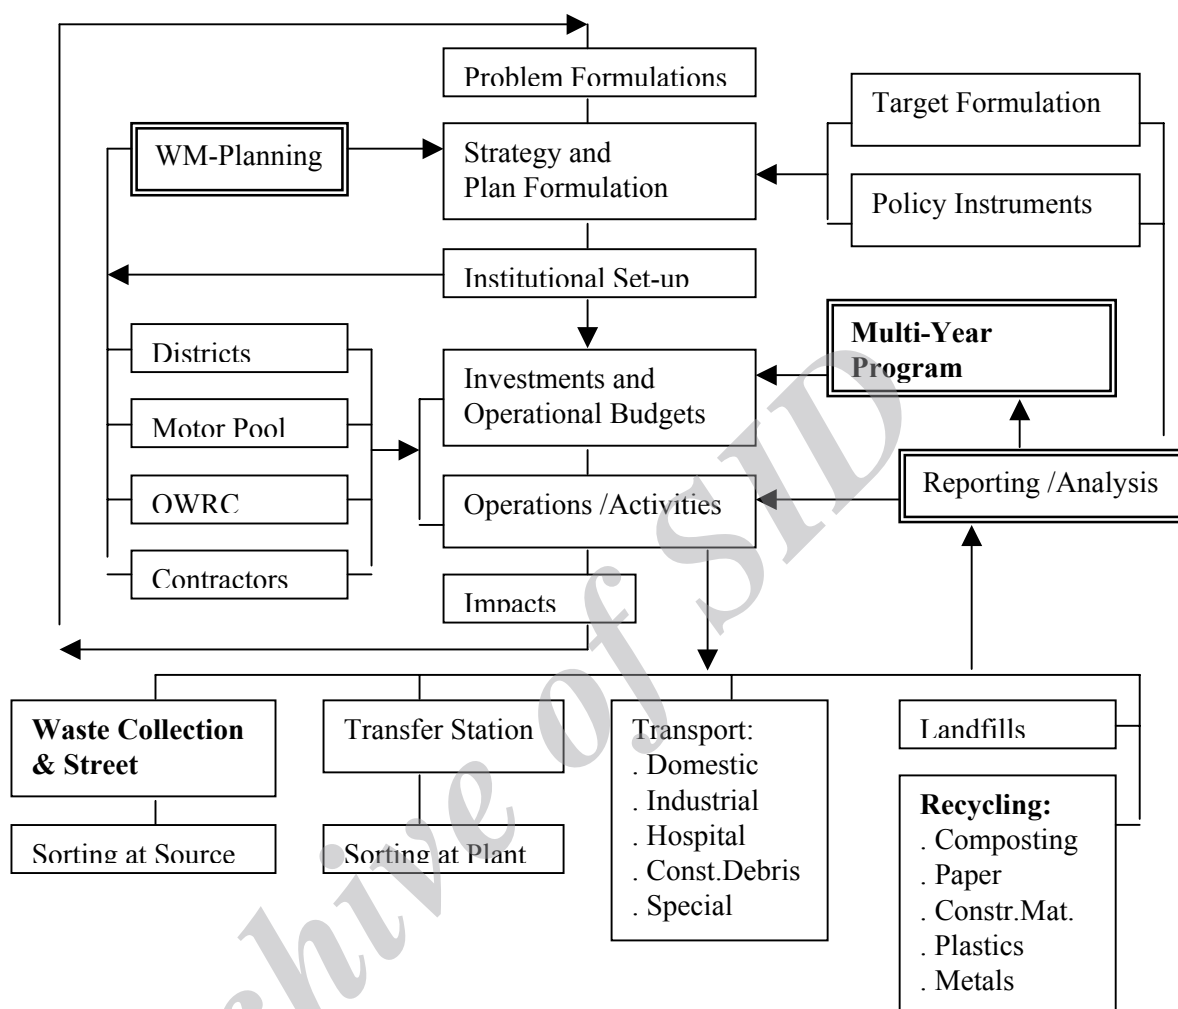 Problem Formulations
Target Formulation
WM-Planning
Strategy and
Plan Formulation
Policy Instruments
Institutional Set-up
Multi-Year
Program
Districts
Investments and
Operational Budgets
Motor Pool
OWRC
Operations /Activities
Reporting /Analysis
Contractors
Impacts
Waste Collection
& Street
Transfer Station
Transport:
. Domestic
. Industrial
. Hospital
. Const.Debris
. Special
Landfills
Sorting at Source
Sorting at Plant
Recycling:
. Composting
. Paper
. Constr.Mat.
. Plastics
. Metals
chive of SID